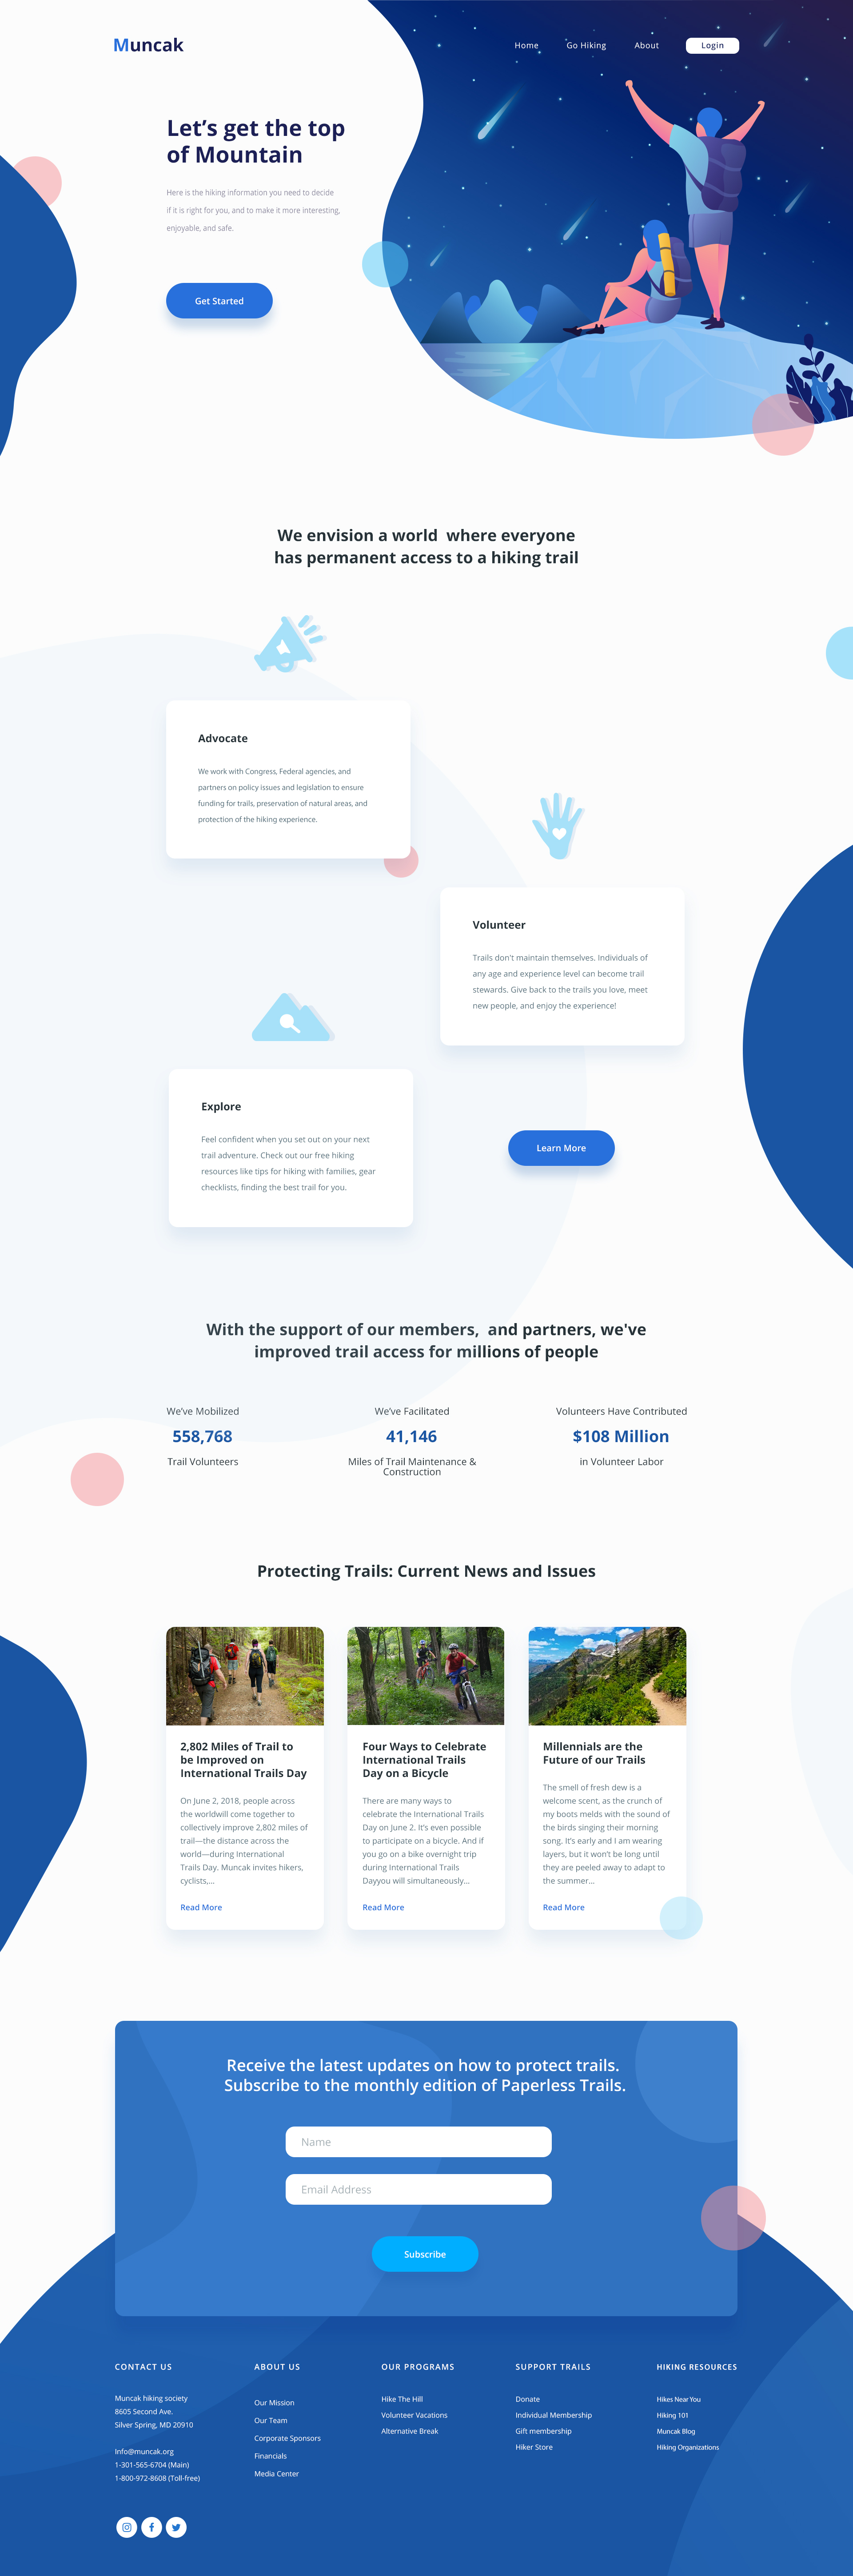 Muncak
Home
Go Hiking
About
Login
Let’s get the top
of Mountain
Here is the hiking information you need to decide
if it is right for you, and to make it more interesting,
enjoyable, and safe.
Get Started
We envision a world  where everyone
has permanent access to a hiking trail
Advocate
We work with Congress, Federal agencies, and
partners on policy issues and legislation to ensure
funding for trails, preservation of natural areas, and
protection of the hiking experience.
Volunteer
Trails don't maintain themselves. Individuals of
any age and experience level can become trail
stewards. Give back to the trails you love, meet
new people, and enjoy the experience!
Explore
Feel confident when you set out on your next
trail adventure. Check out our free hiking
resources like tips for hiking with families, gear
checklists, finding the best trail for you.
Learn More
With the support of our members,  and partners, we've
improved trail access for millions of people
We’ve Mobilized
558,768
Trail Volunteers
We’ve Facilitated
41,146
Miles of Trail Maintenance &
Construction
Volunteers Have Contributed
$108 Million
in Volunteer Labor
Protecting Trails: Current News and Issues
2,802 Miles of Trail to
be Improved on
International Trails Day
On June 2, 2018, people across
the worldwill come together to
collectively improve 2,802 miles of
trail—the distance across the
world—during International
Trails Day. Muncak invites hikers,
cyclists,...
Read More
Four Ways to Celebrate
International Trails
Day on a Bicycle
There are many ways to
celebrate the International Trails
Day on June 2. It’s even possible
to participate on a bicycle. And if
you go on a bike overnight trip
during International Trails
Dayyou will simultaneously...
Read More
Millennials are the
Future of our Trails
The smell of fresh dew is a
welcome scent, as the crunch of
my boots melds with the sound of
the birds singing their morning
song. It’s early and I am wearing
layers, but it won’t be long until
they are peeled away to adapt to
the summer...
Read More
Receive the latest updates on how to protect trails.
Subscribe to the monthly edition of Paperless Trails.
Name
Email Address
Subscribe
CONTACT US
Muncak hiking society
8605 Second Ave.
Silver Spring, MD 20910
Info@muncak.org
1-301-565-6704 (Main)
1-800-972-8608 (Toll-free)
ABOUT US
Our Mission
Our Team
Corporate Sponsors
Financials
Media Center
OUR PROGRAMS
Hike The Hill
Volunteer Vacations
Alternative Break
SUPPORT TRAILS
Donate
Individual Membership
Gift membership
Hiker Store
HIKING RESOURCES
Hikes Near You
Hiking 101
Muncak Blog
Hiking Organizations